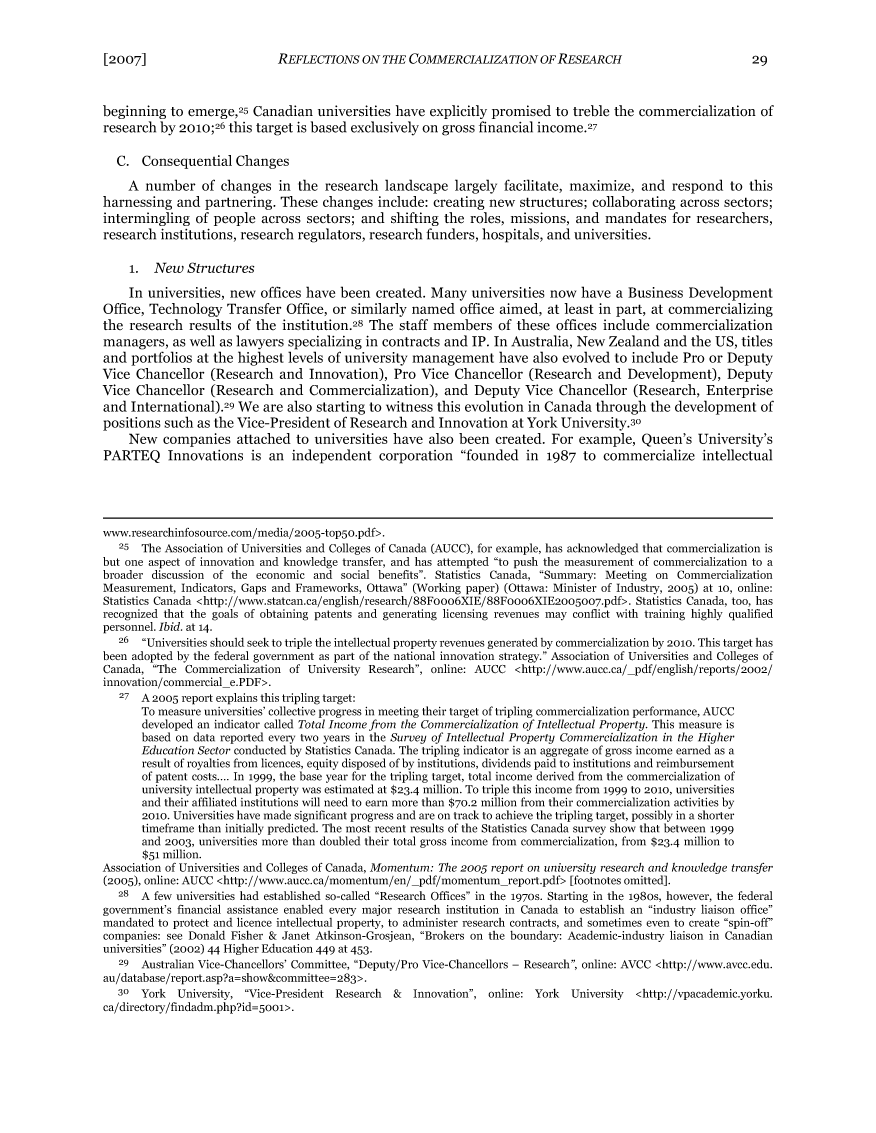 [2007] REFLECTIONS ON THE COMMERCIALIZATION OF RESEARCH 29
beginning to emerge,25 Canadian universities have explicitly promised to treble the commercialization of
research by 2010;26 this target is based exclusively on gross financial income.27
C. Consequential Changes
A number of changes in the research landscape largely facilitate, maximize, and respond to this
harnessing and partnering. These changes include: creating new structures; collaborating across sectors;
intermingling of people across sectors; and shifting the roles, missions, and mandates for researchers,
research institutions, research regulators, research funders, hospitals, and universities.
1. New Structures
In universities, new offices have been created. Many universities now have a Business Development
Office, Technology Transfer Office, or similarly named office aimed, at least in part, at commercializing
the research results of the institution.28 The staff members of these offices include commercialization
managers, as well as lawyers specializing in contracts and IP. In Australia, New Zealand and the US, titles
and portfolios at the highest levels of university management have also evolved to include Pro or Deputy
Vice Chancellor (Research and Innovation), Pro Vice Chancellor (Research and Development), Deputy
Vice Chancellor (Research and Commercialization), and Deputy Vice Chancellor (Research, Enterprise
and International).29 We are also starting to witness this evolution in Canada through the development of
positions such as the Vice-President of Research and Innovation at York University.30
New companies attached to universities have also been created. For example, Queen's University's
PARTEQ Innovations is an independent corporation “founded in 1987 to commercialize intellectual
www.researchinfosource.com/media/2005-top50.pdf>.
25 The Association of Universities and Colleges of Canada (AUCC), for example, has acknowledged that commercialization is
but one aspect of innovation and knowledge transfer, and has attempted “to push the measurement of commercialization to a
broader discussion of the economic and social benefits”. Statistics Canada, “Summary: Meeting on Commercialization
Measurement, Indicators, Gaps and Frameworks, Ottawa” (Working paper) (Ottawa: Minister of Industry, 2005) at 10, online:
Statistics Canada <http://www.statcan.ca/english/research/88F0006XIE/88F0006XIE2005007.pdf>. Statistics Canada, too, has
recognized that the goals of obtaining patents and generating licensing revenues may conflict with training highly qualified
personnel. Ibid. at 14.
26 “Universities should seek to triple the intellectual property revenues generated by commercialization by 2010. This target has
been adopted by the federal government as part of the national innovation strategy.” Association of Universities and Colleges of
Canada, “The Commercialization of University Research”, online: AUCC <http://www.aucc.ca/_pdf/english/reports/2002/
innovation/commercial_e.PDF>.
27 A 2005 report explains this tripling target:
To measure universities' collective progress in meeting their target of tripling commercialization performance, AUCC
developed an indicator called Total Income from the Commercialization of Intellectual Property. This measure is
based on data reported every two years in the Survey of Intellectual Property Commercialization in the Higher
Education Sector conducted by Statistics Canada. The tripling indicator is an aggregate of gross income earned as a
result of royalties from licences, equity disposed of by institutions, dividends paid to institutions and reimbursement
of patent costs.... In 1999, the base year for the tripling target, total income derived from the commercialization of
university intellectual property was estimated at $23.4 million. To triple this income from 1999 to 2010, universities
and their affiliated institutions will need to earn more than $70.2 million from their commercialization activities by
2010. Universities have made significant progress and are on track to achieve the tripling target, possibly in a shorter
timeframe than initially predicted. The most recent results of the Statistics Canada survey show that between 1999
and 2003, universities more than doubled their total gross income from commercialization, from $23.4 million to
$51 million.
Association of Universities and Colleges of Canada, Momentum: The 2005 report on university research and knowledge transfer
(2005), online: AUCC <http://www.aucc.ca/momentum/en/_pdf/momentum_report.pdf> [footnotes omitted].
28 A few universities had established so-called “Research Offices” in the 1970s. Starting in the 1980s, however, the federal
government's financial assistance enabled every major research institution in Canada to establish an “industry liaison office”
mandated to protect and licence intellectual property, to administer research contracts, and sometimes even to create “spin-off”
companies: see Donald Fisher & Janet Atkinson-Grosjean, “Brokers on the boundary: Academic-industry liaison in Canadian
universities” (2002) 44 Higher Education 449 at 453.
29 Australian Vice-Chancellors' Committee, “Deputy/Pro Vice-Chancellors – Research”, online: AVCC <http://www.avcc.edu.
au/database/report.asp?a=show&committee=283>.
30 York University, “Vice-President Research & Innovation”, online: York University <http://vpacademic.yorku.
ca/directory/findadm.php?id=5001>.